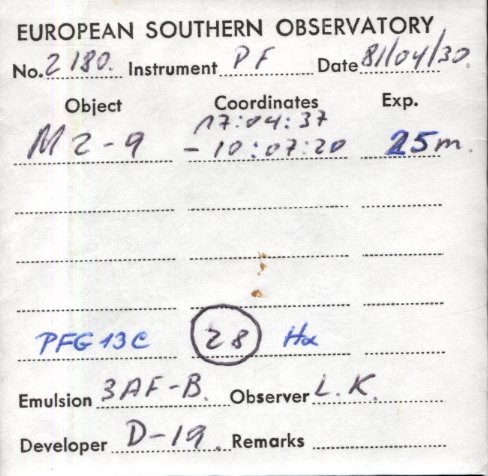 EUROPEAN SOUTHERN OBSERVATORY
No. 2180. Instrument PF Date 81/04/30.
Object Coordinates Exp.
M2-9 17:04:37 25m.
-10:07:20
PFG 13C 28 Hα
Emulsion 3AF-B. Observer L.K.
Developer D-19. Remarks